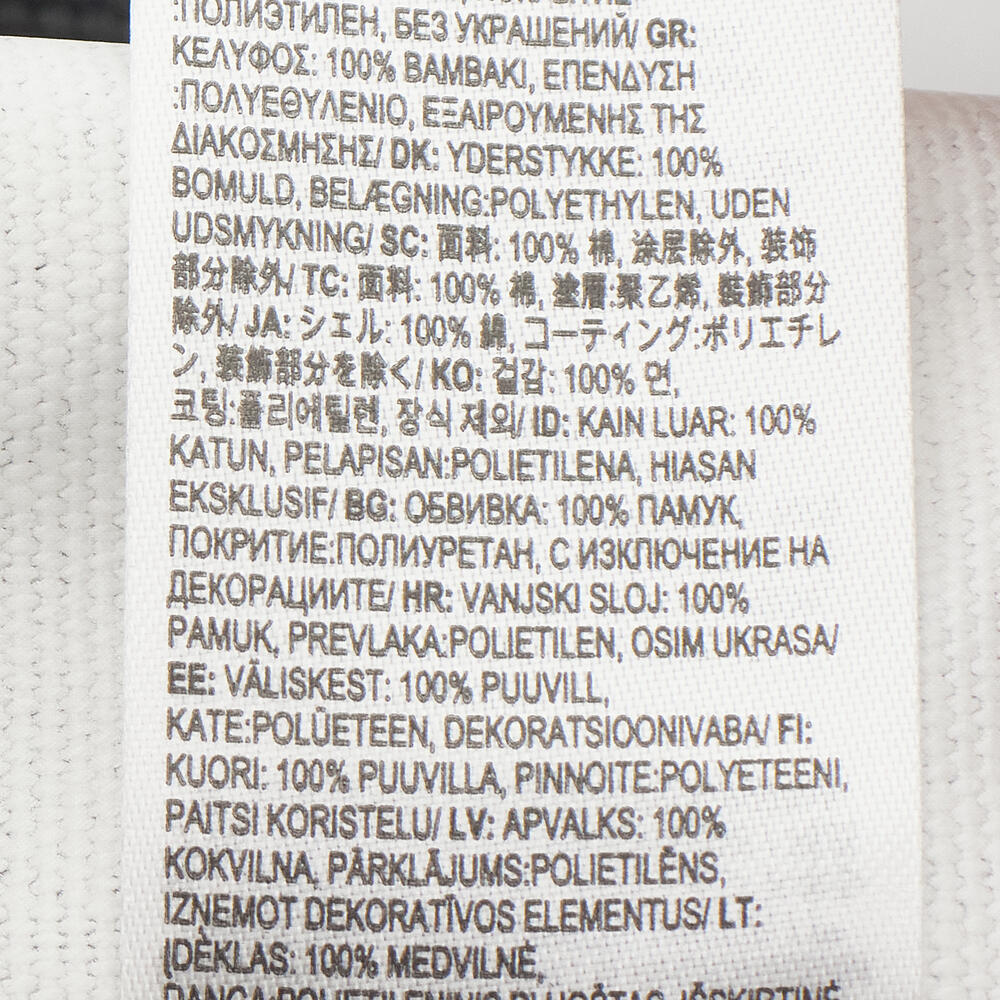 :ПОЛИЭТИЛЕН, БЕЗ УКРАШЕНИЙ/ GR:
ΚΕΛΥΦΟΣ: 100% ΒΑΜΒΑΚΙ, ΕΠΕΝΔΥΣΗ
:ΠΟΛΥΕΘΥΛΕΝΙΟ, ΕΞΑΙΡΟΥΜΕΝΗΣ ΤΗΣ
ΔΙΑΚΟΣΜΗΣΗΣ/ DK: YDERSTYKKE: 100%
BOMULD, BELÆGNING:POLYETHYLEN, UDEN
UDSMYKNING/ SC: 面料: 100% 棉, 涂层除外, 装饰
部分除外/ TC: 面料: 100% 棉, 塗層:聚乙烯, 裝飾部分
除外/ JA: シェル: 100% 綿, コーティング:ポリエチレ
ン, 装飾部分を除く/ KO: 겉감: 100% 면,
코팅:폴리에틸렌, 장식 제외/ ID: KAIN LUAR: 100%
KATUN, PELAPISAN:POLIETILENA, HIASAN
EKSKLUSIF/ BG: ОБВИВКА: 100% ПАМУК,
ПОКРИТИЕ:ПОЛИУРЕТАН, С ИЗКЛЮЧЕНИЕ НА
ДЕКОРАЦИИТЕ/ HR: VANJSKI SLOJ: 100%
PAMUK, PREVLAKA:POLIETILEN, OSIM UKRASA/
EE: VÄLISKEST: 100% PUUVILL,
KATE:POLÜETEEN, DEKORATSIOONIVABA/ FI:
KUORI: 100% PUUVILLA, PINNOITE:POLYETEENI,
PAITSI KORISTELU/ LV: APVALKS: 100%
KOKVILNA, PĀRKLĀJUMS:POLIETILĒNS,
IZŅEMOT DEKORATĪVOS ELEMENTUS/ LT:
ĮDĖKLAS: 100% MEDVILNĖ,